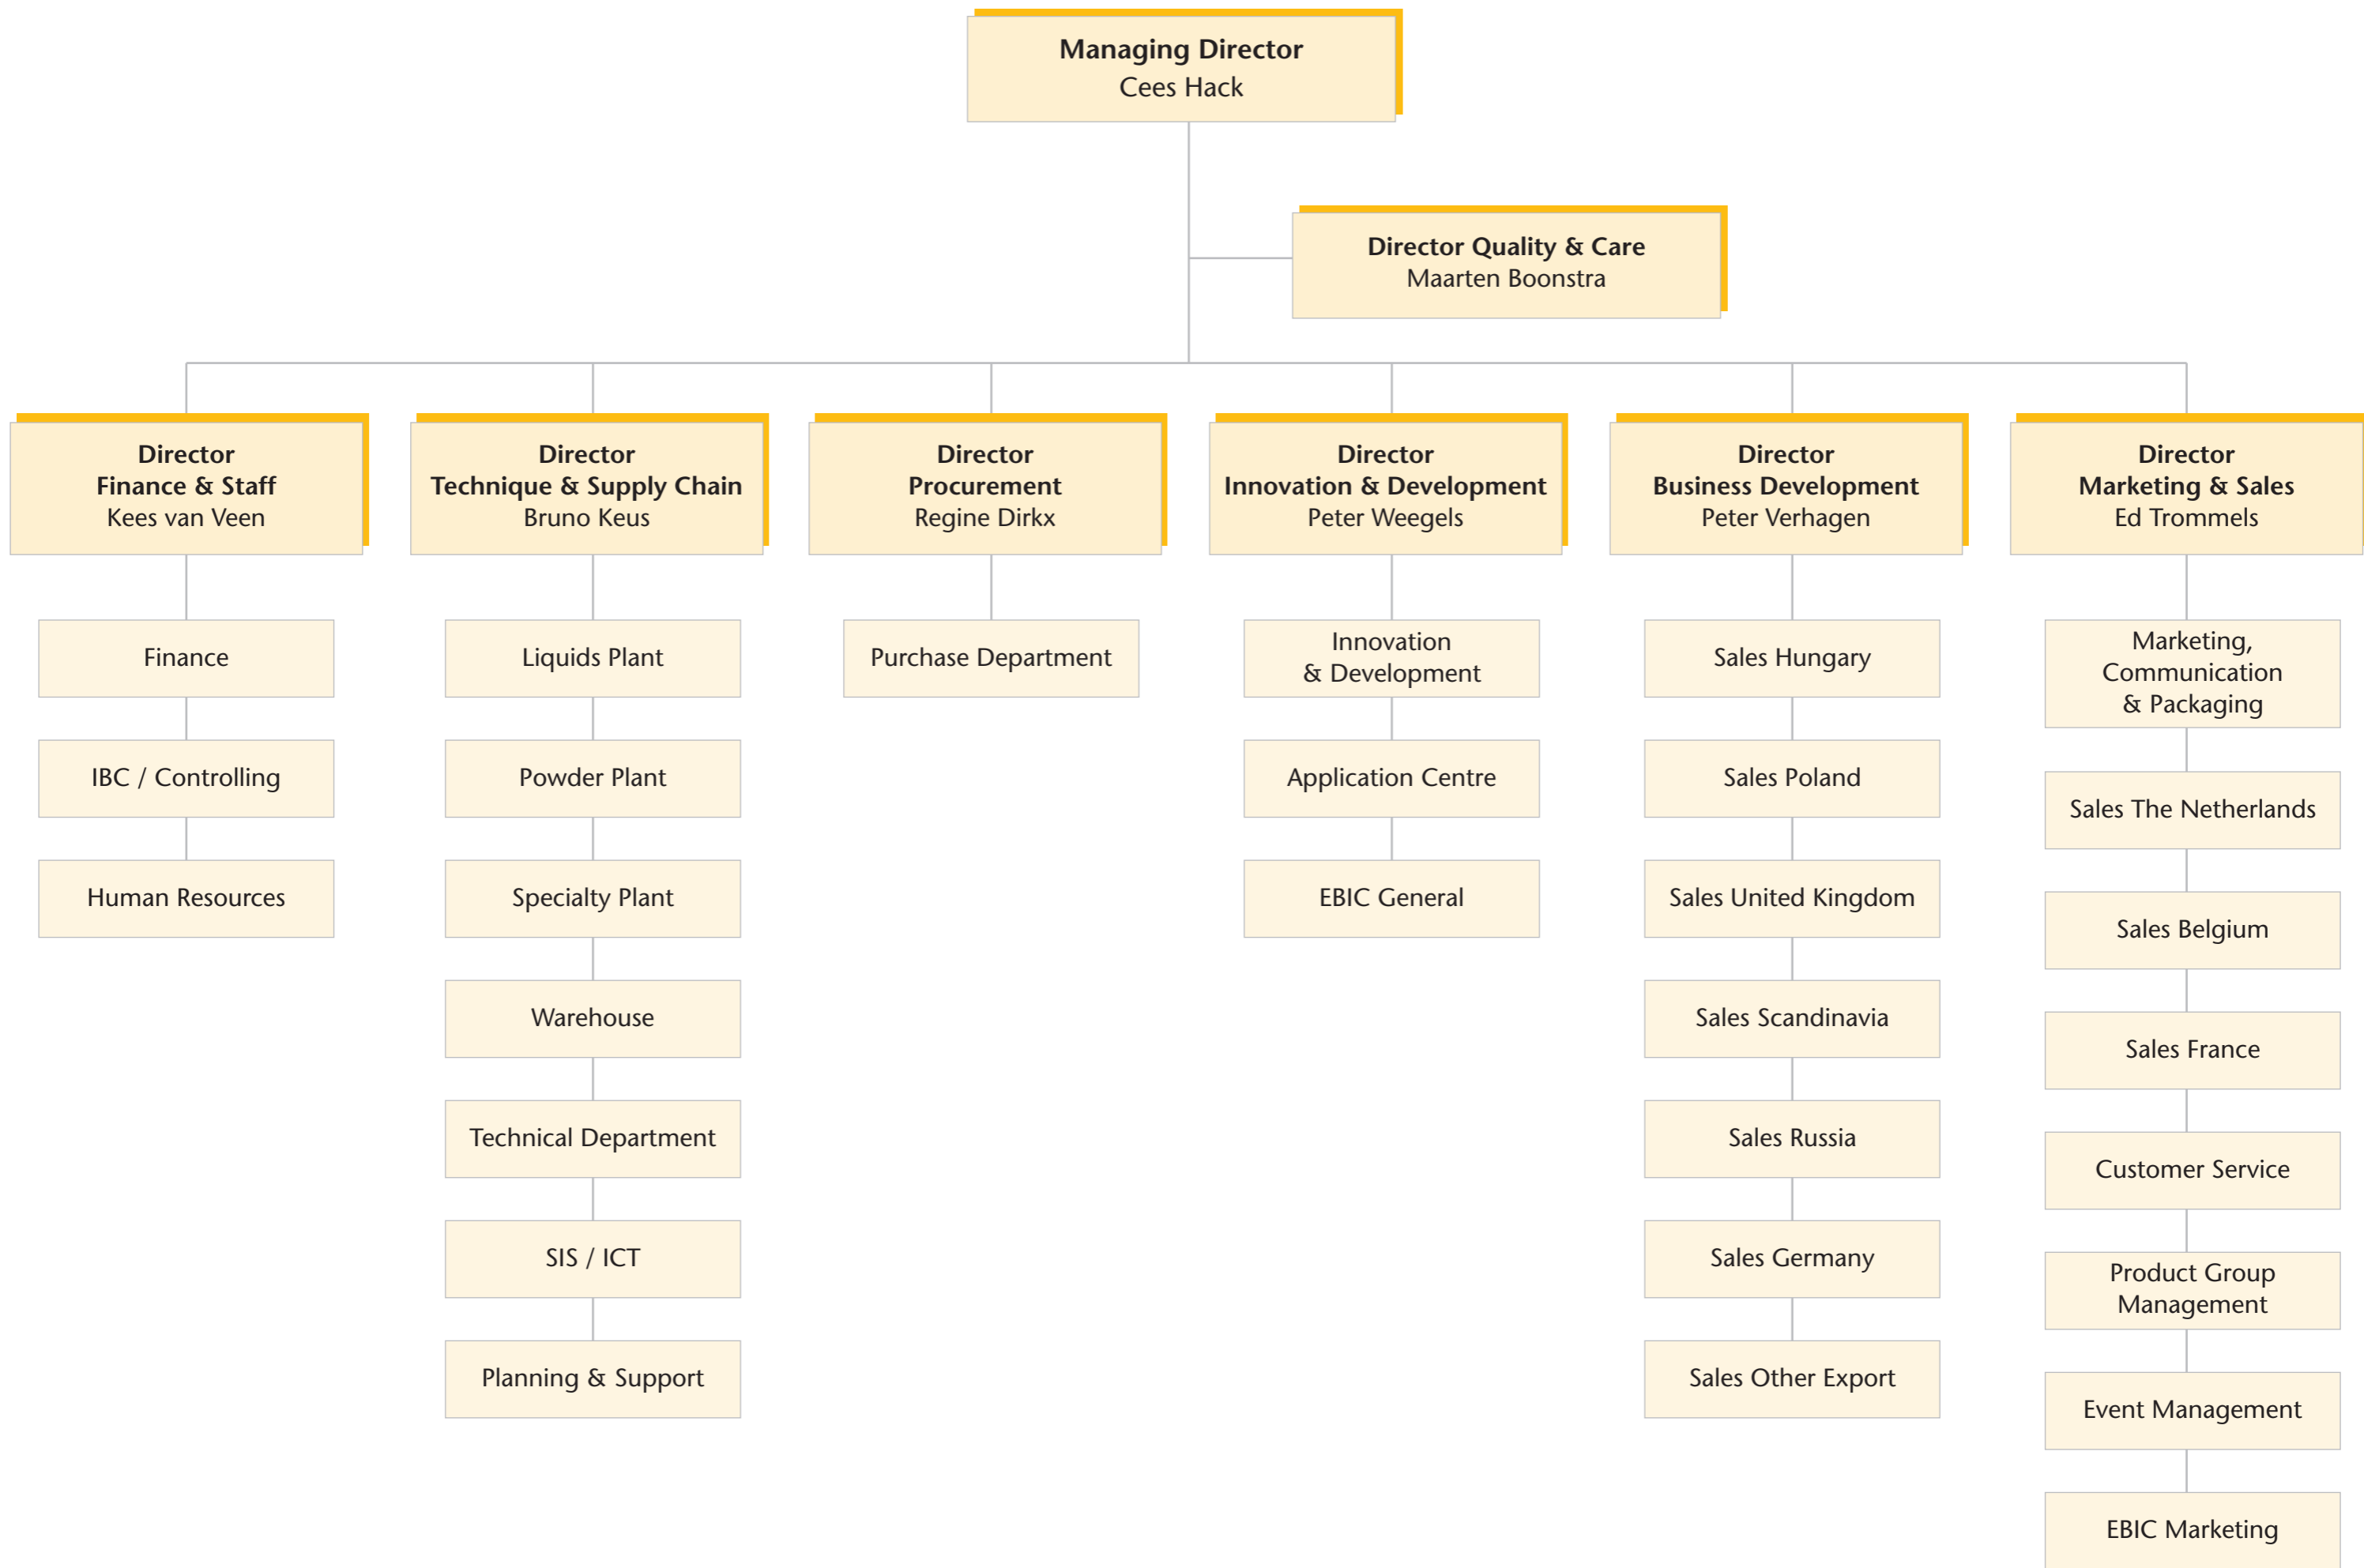 Managing Director
Cees Hack
Director Quality & Care
Maarten Boonstra
Director
Finance & Staff
Kees van Veen
Director
Technique & Supply Chain
Bruno Keus
Director
Procurement
Regine Dirkx
Director
Innovation & Development
Peter Weegels
Director
Business Development
Peter Verhagen
Director
Marketing & Sales
Ed Trommels
Finance
IBC / Controlling
Human Resources
Liquids Plant
Powder Plant
Specialty Plant
Warehouse
Technical Department
SIS / ICT
Planning & Support
Purchase Department
Innovation
& Development
Application Centre
EBIC General
Sales Hungary
Sales Poland
Sales United Kingdom
Sales Scandinavia
Sales Russia
Sales Germany
Sales Other Export
Marketing,
Communication
& Packaging
Sales The Netherlands
Sales Belgium
Sales France
Customer Service
Product Group
Management
Event Management
EBIC Marketing